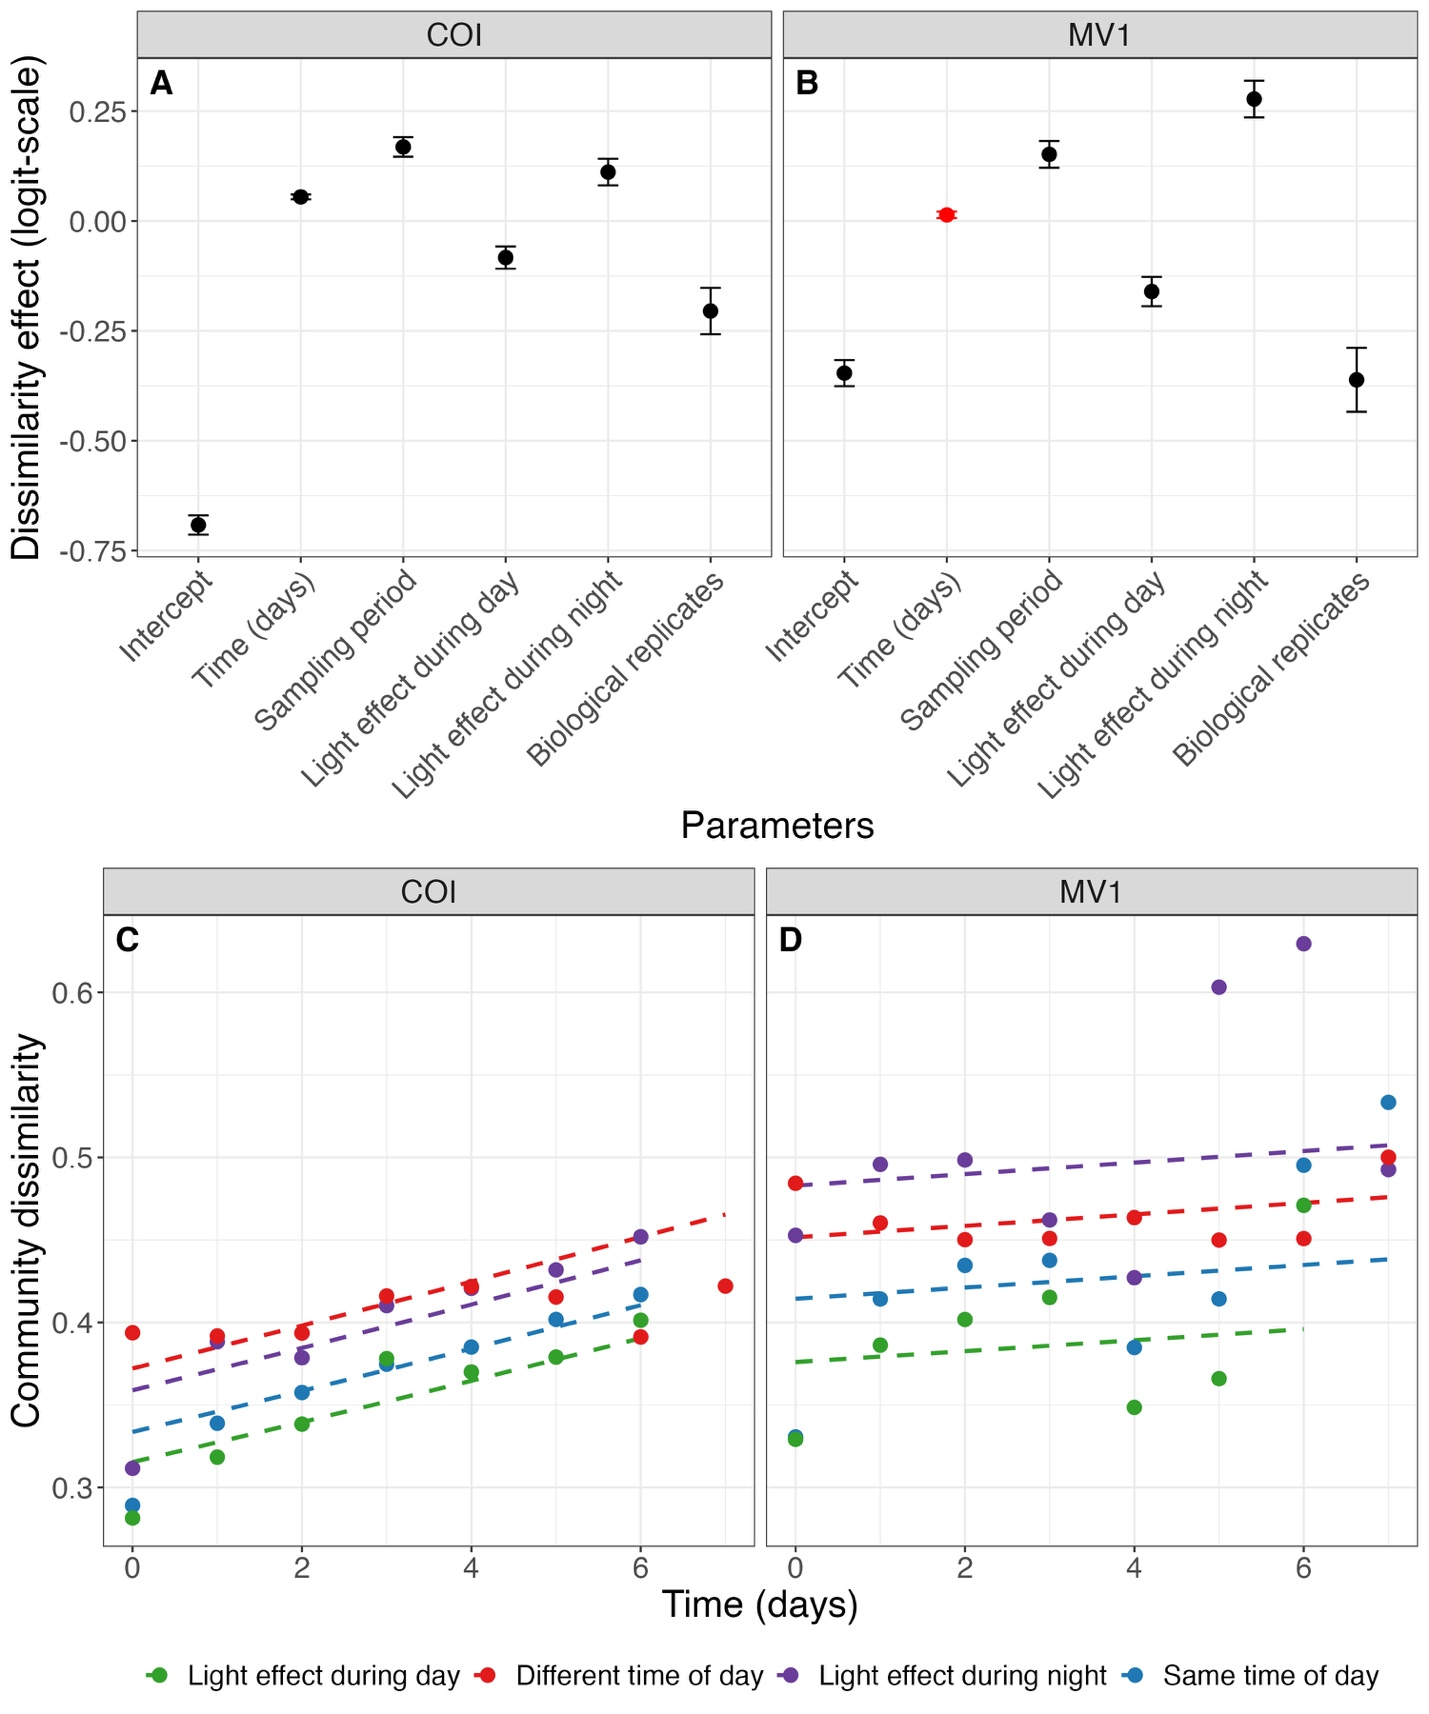 COI
MV1
A
B
Dissimilarity effect (logit-scale)
0.25
0.00
-0.25
-0.50
-0.75
Intercept
Time (days)
Sampling period
Light effect during day
Light effect during night
Biological replicates
Intercept
Time (days)
Sampling period
Light effect during day
Light effect during night
Biological replicates
Parameters
COI
MV1
C
D
Community dissimilarity
0.6
0.5
0.4
0.3
0 2 4 6
0 2 4 6
Time (days)
Light effect during day Different time of day Light effect during night Same time of day